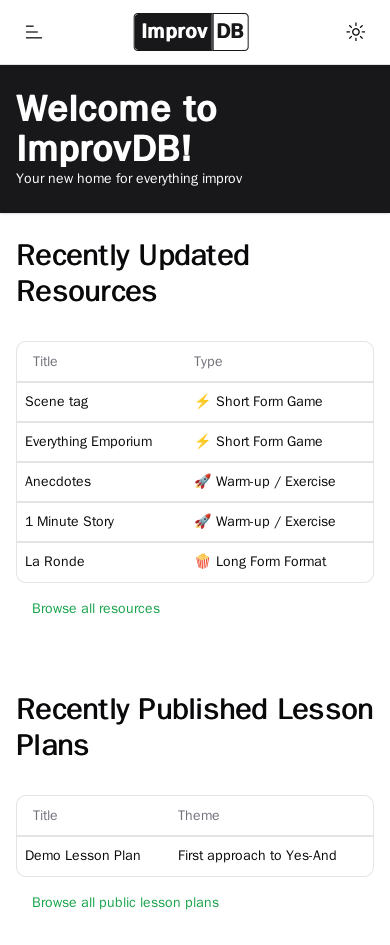 Improv DB
Welcome to
ImprovDB!
Your new home for everything improv
Recently Updated
Resources
Title Type
Scene tag ⚡ Short Form Game
Everything Emporium ⚡ Short Form Game
Anecdotes 🚀 Warm-up / Exercise
1 Minute Story 🚀 Warm-up / Exercise
La Ronde 🍿 Long Form Format
Browse all resources
Recently Published Lesson
Plans
Title Theme
Demo Lesson Plan First approach to Yes-And
Browse all public lesson plans